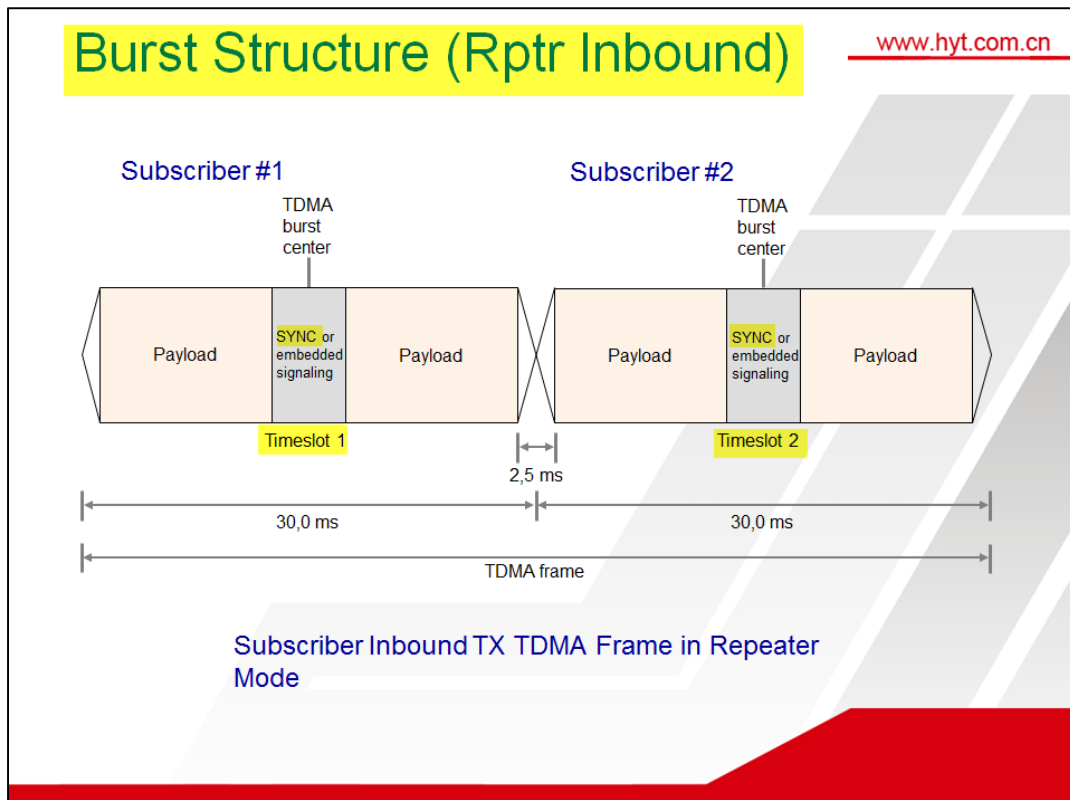 Burst Structure (Rptr Inbound)
www.hyt.com.cn
Subscriber #1
Subscriber #2
TDMA
burst
center
TDMA
burst
center
Payload
SYNC or
embedded
signaling
Payload
Payload
SYNC or
embedded
signaling
Payload
Timeslot 1
Timeslot 2
2,5 ms
30,0 ms
30,0 ms
TDMA frame
Subscriber Inbound TX TDMA Frame in Repeater
Mode